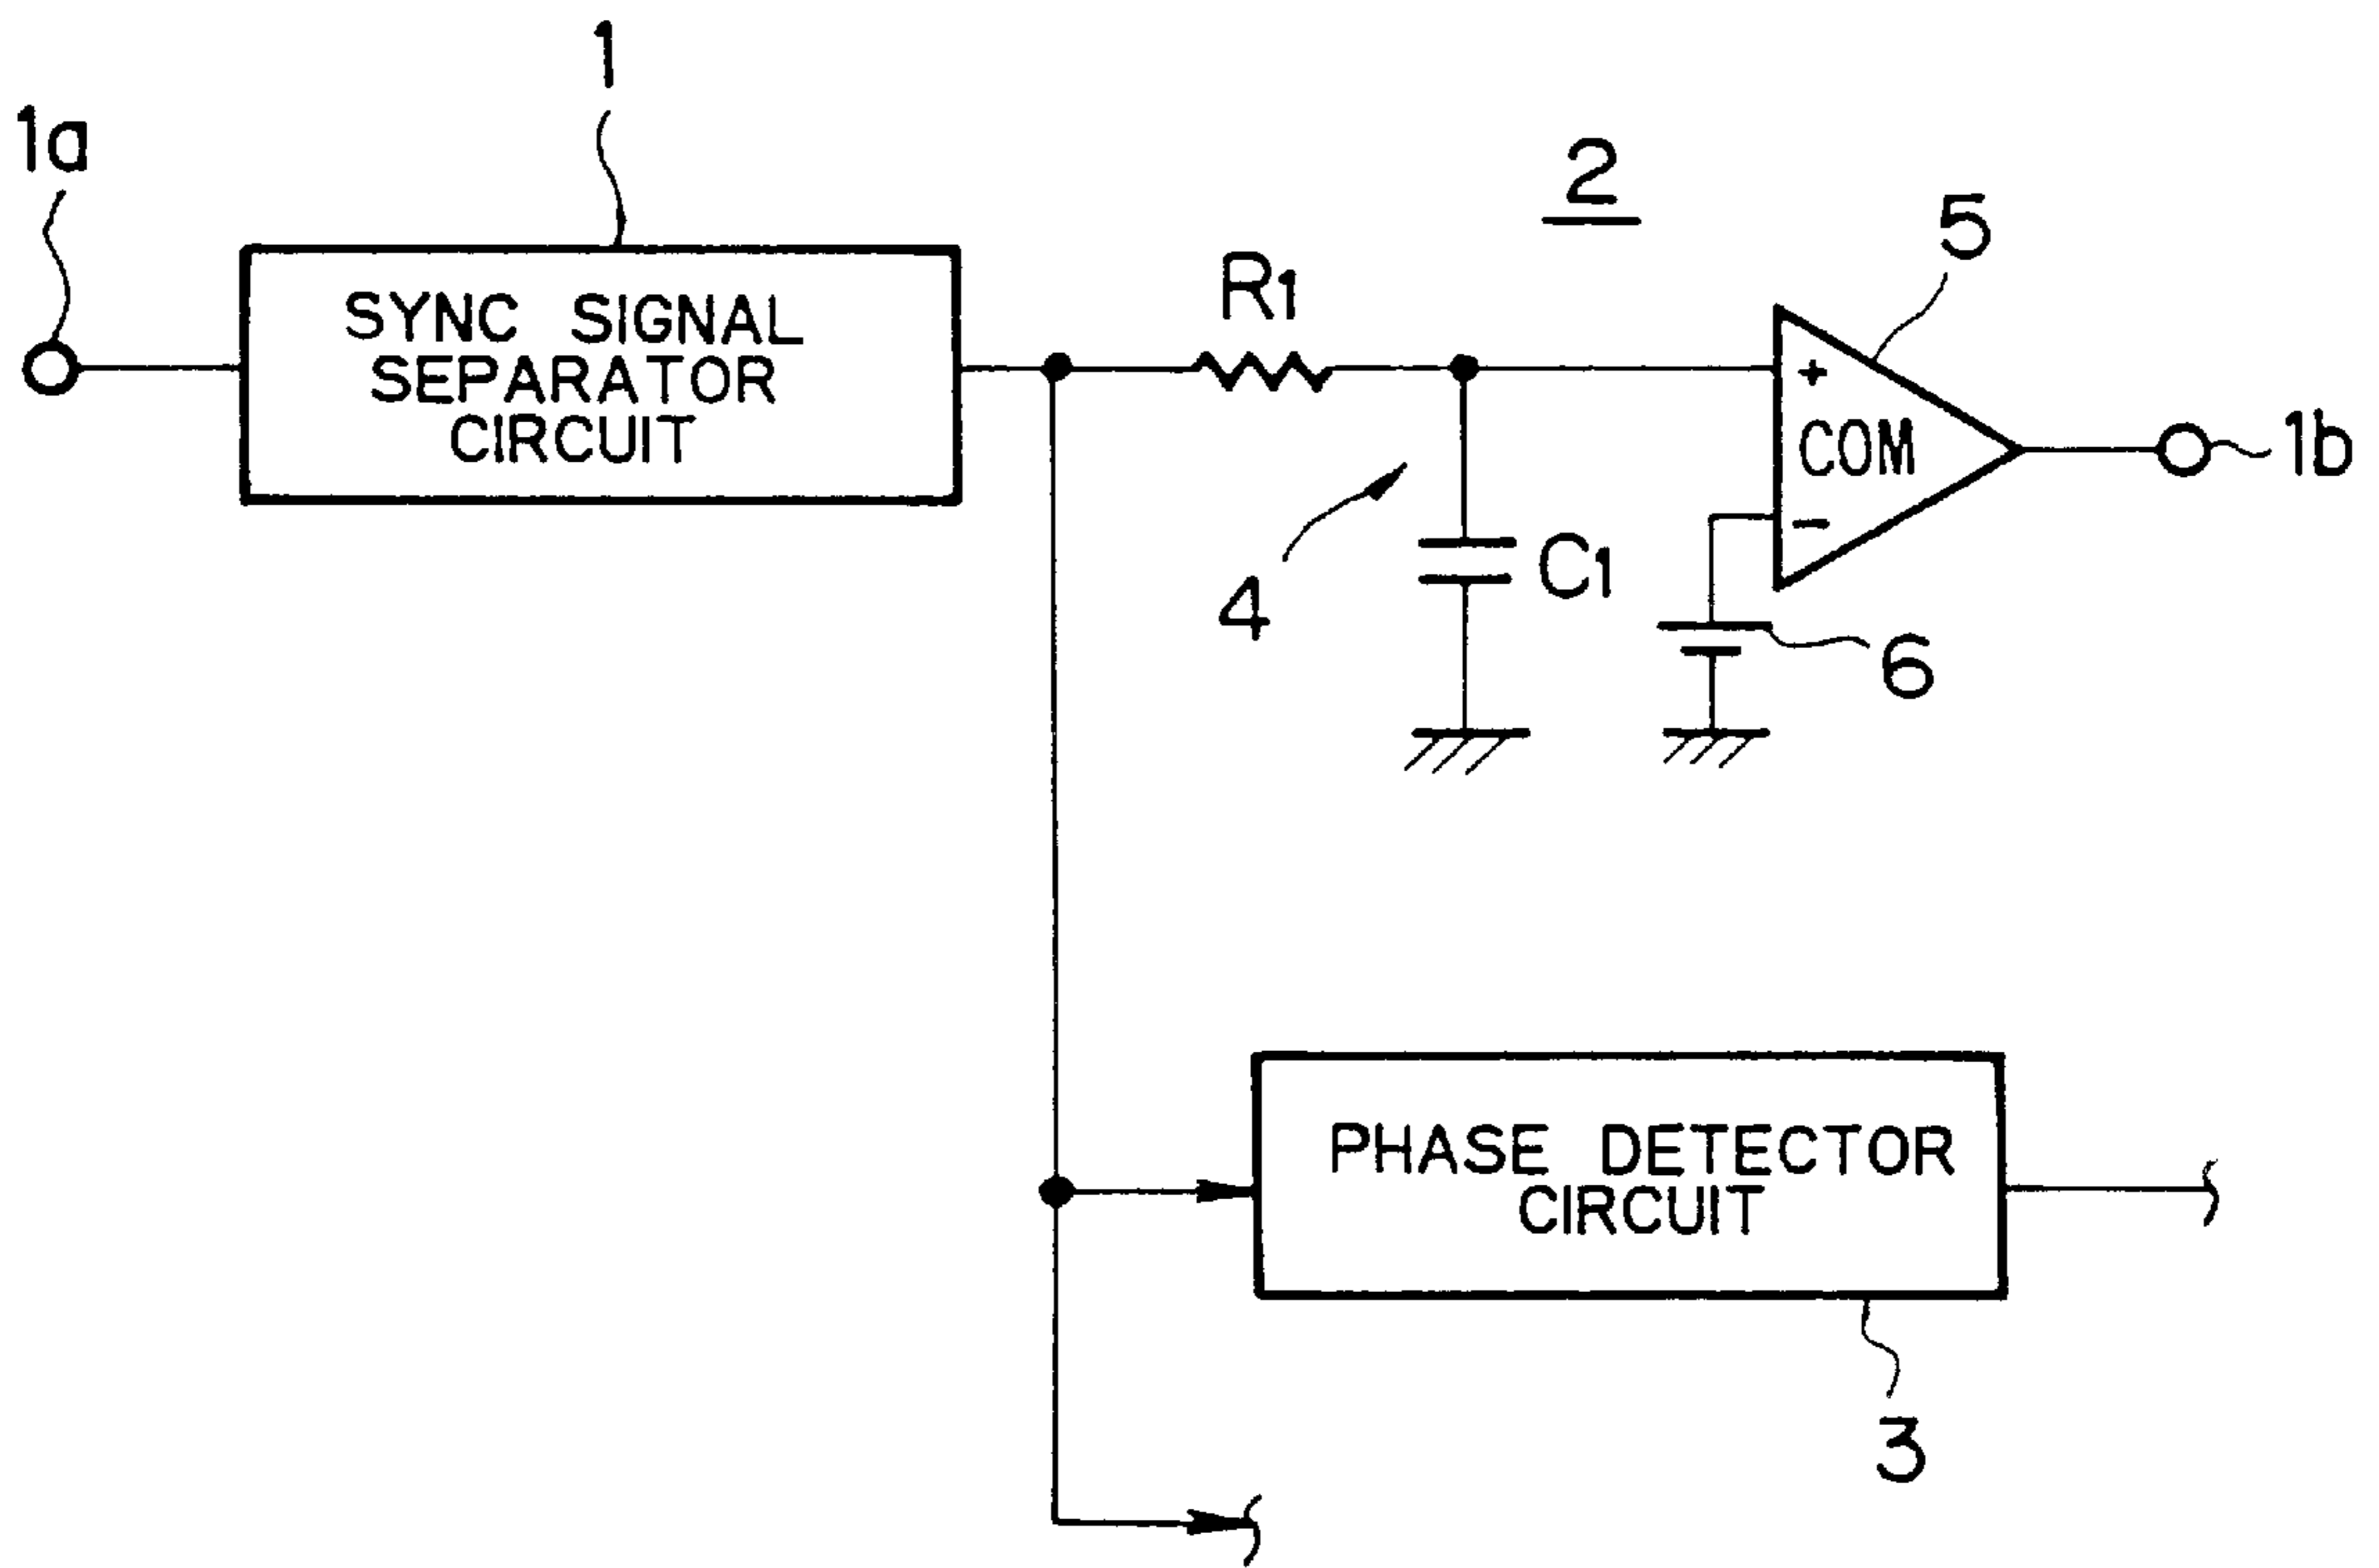 1
1a
2
5
SYNC SIGNAL
SEPARATOR
CIRCUIT
R1
+
COM
-
1b
4
C1
6
PHASE DETECTOR
CIRCUIT
3